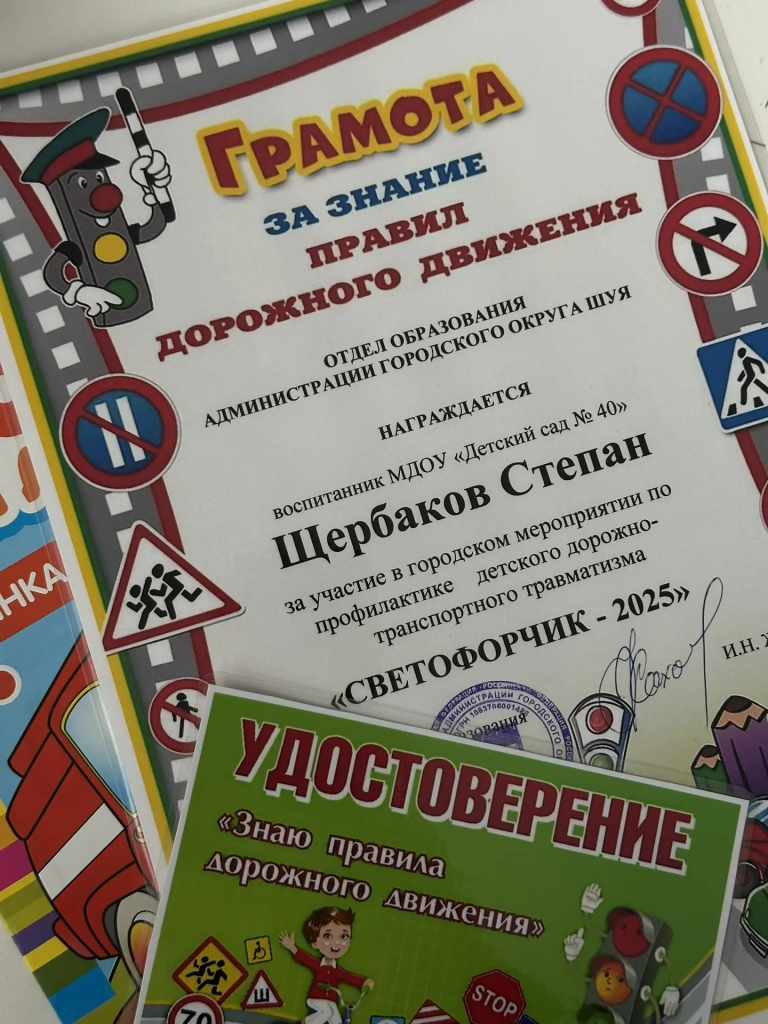 ГРАМОТА
ЗА ЗНАНИЕ
ПРАВИЛ
ДОРОЖНОГО ДВИЖЕНИЯ
ОТДЕЛ ОБРАЗОВАНИЯ
АДМИНИСТРАЦИИ ГОРОДСКОГО ОКРУГА ШУЯ
НАГРАЖДАЕТСЯ
воспитанник МДОУ «Детский сад № 40»
Щербаков Степан
за участие в городском мероприятии по
профилактике детского дорожно-
транспортного травматизма
«СВЕТОФОРЧИК - 2025»
И.Н.
УДОСТОВЕРЕНИЕ
«Знаю правила
дорожного движения»
STOP
Ш
70